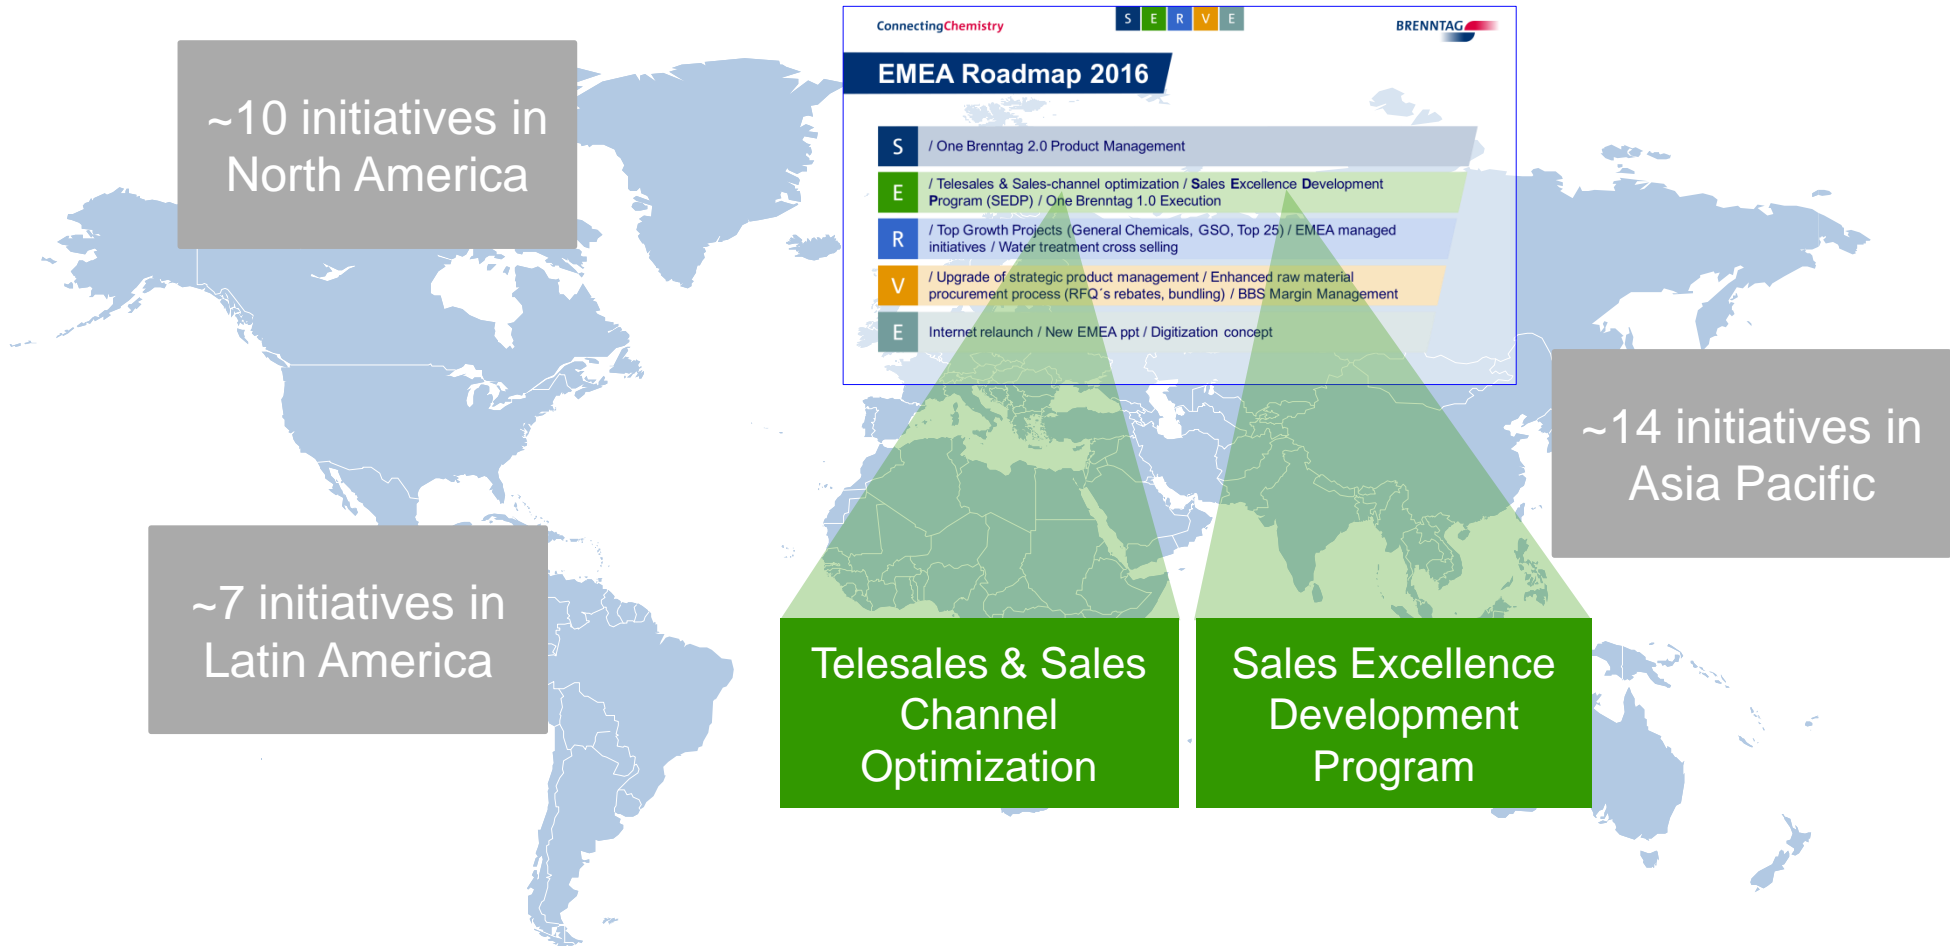 ConnectingChemistry
S E R V E
BRENNTAG
EMEA Roadmap 2016
S
/ One Brenntag 2.0 Product Management
E
/ Telesales & Sales-channel optimization / Sales Excellence Development
Program (SEDP) / One Brenntag 1.0 Execution
R
/ Top Growth Projects (General Chemicals, GSO, Top 25) / EMEA managed
initiatives / Water treatment cross selling
V
/ Upgrade of strategic product management / Enhanced raw material
procurement process (RFQ´s rebates, bundling) / BBS Margin Management
E
Internet relaunch / New EMEA ppt / Digitization concept
~10 initiatives in
North America
~14 initiatives in
Asia Pacific
~7 initiatives in
Latin America
Telesales & Sales
Channel
Optimization
Sales Excellence
Development
Program